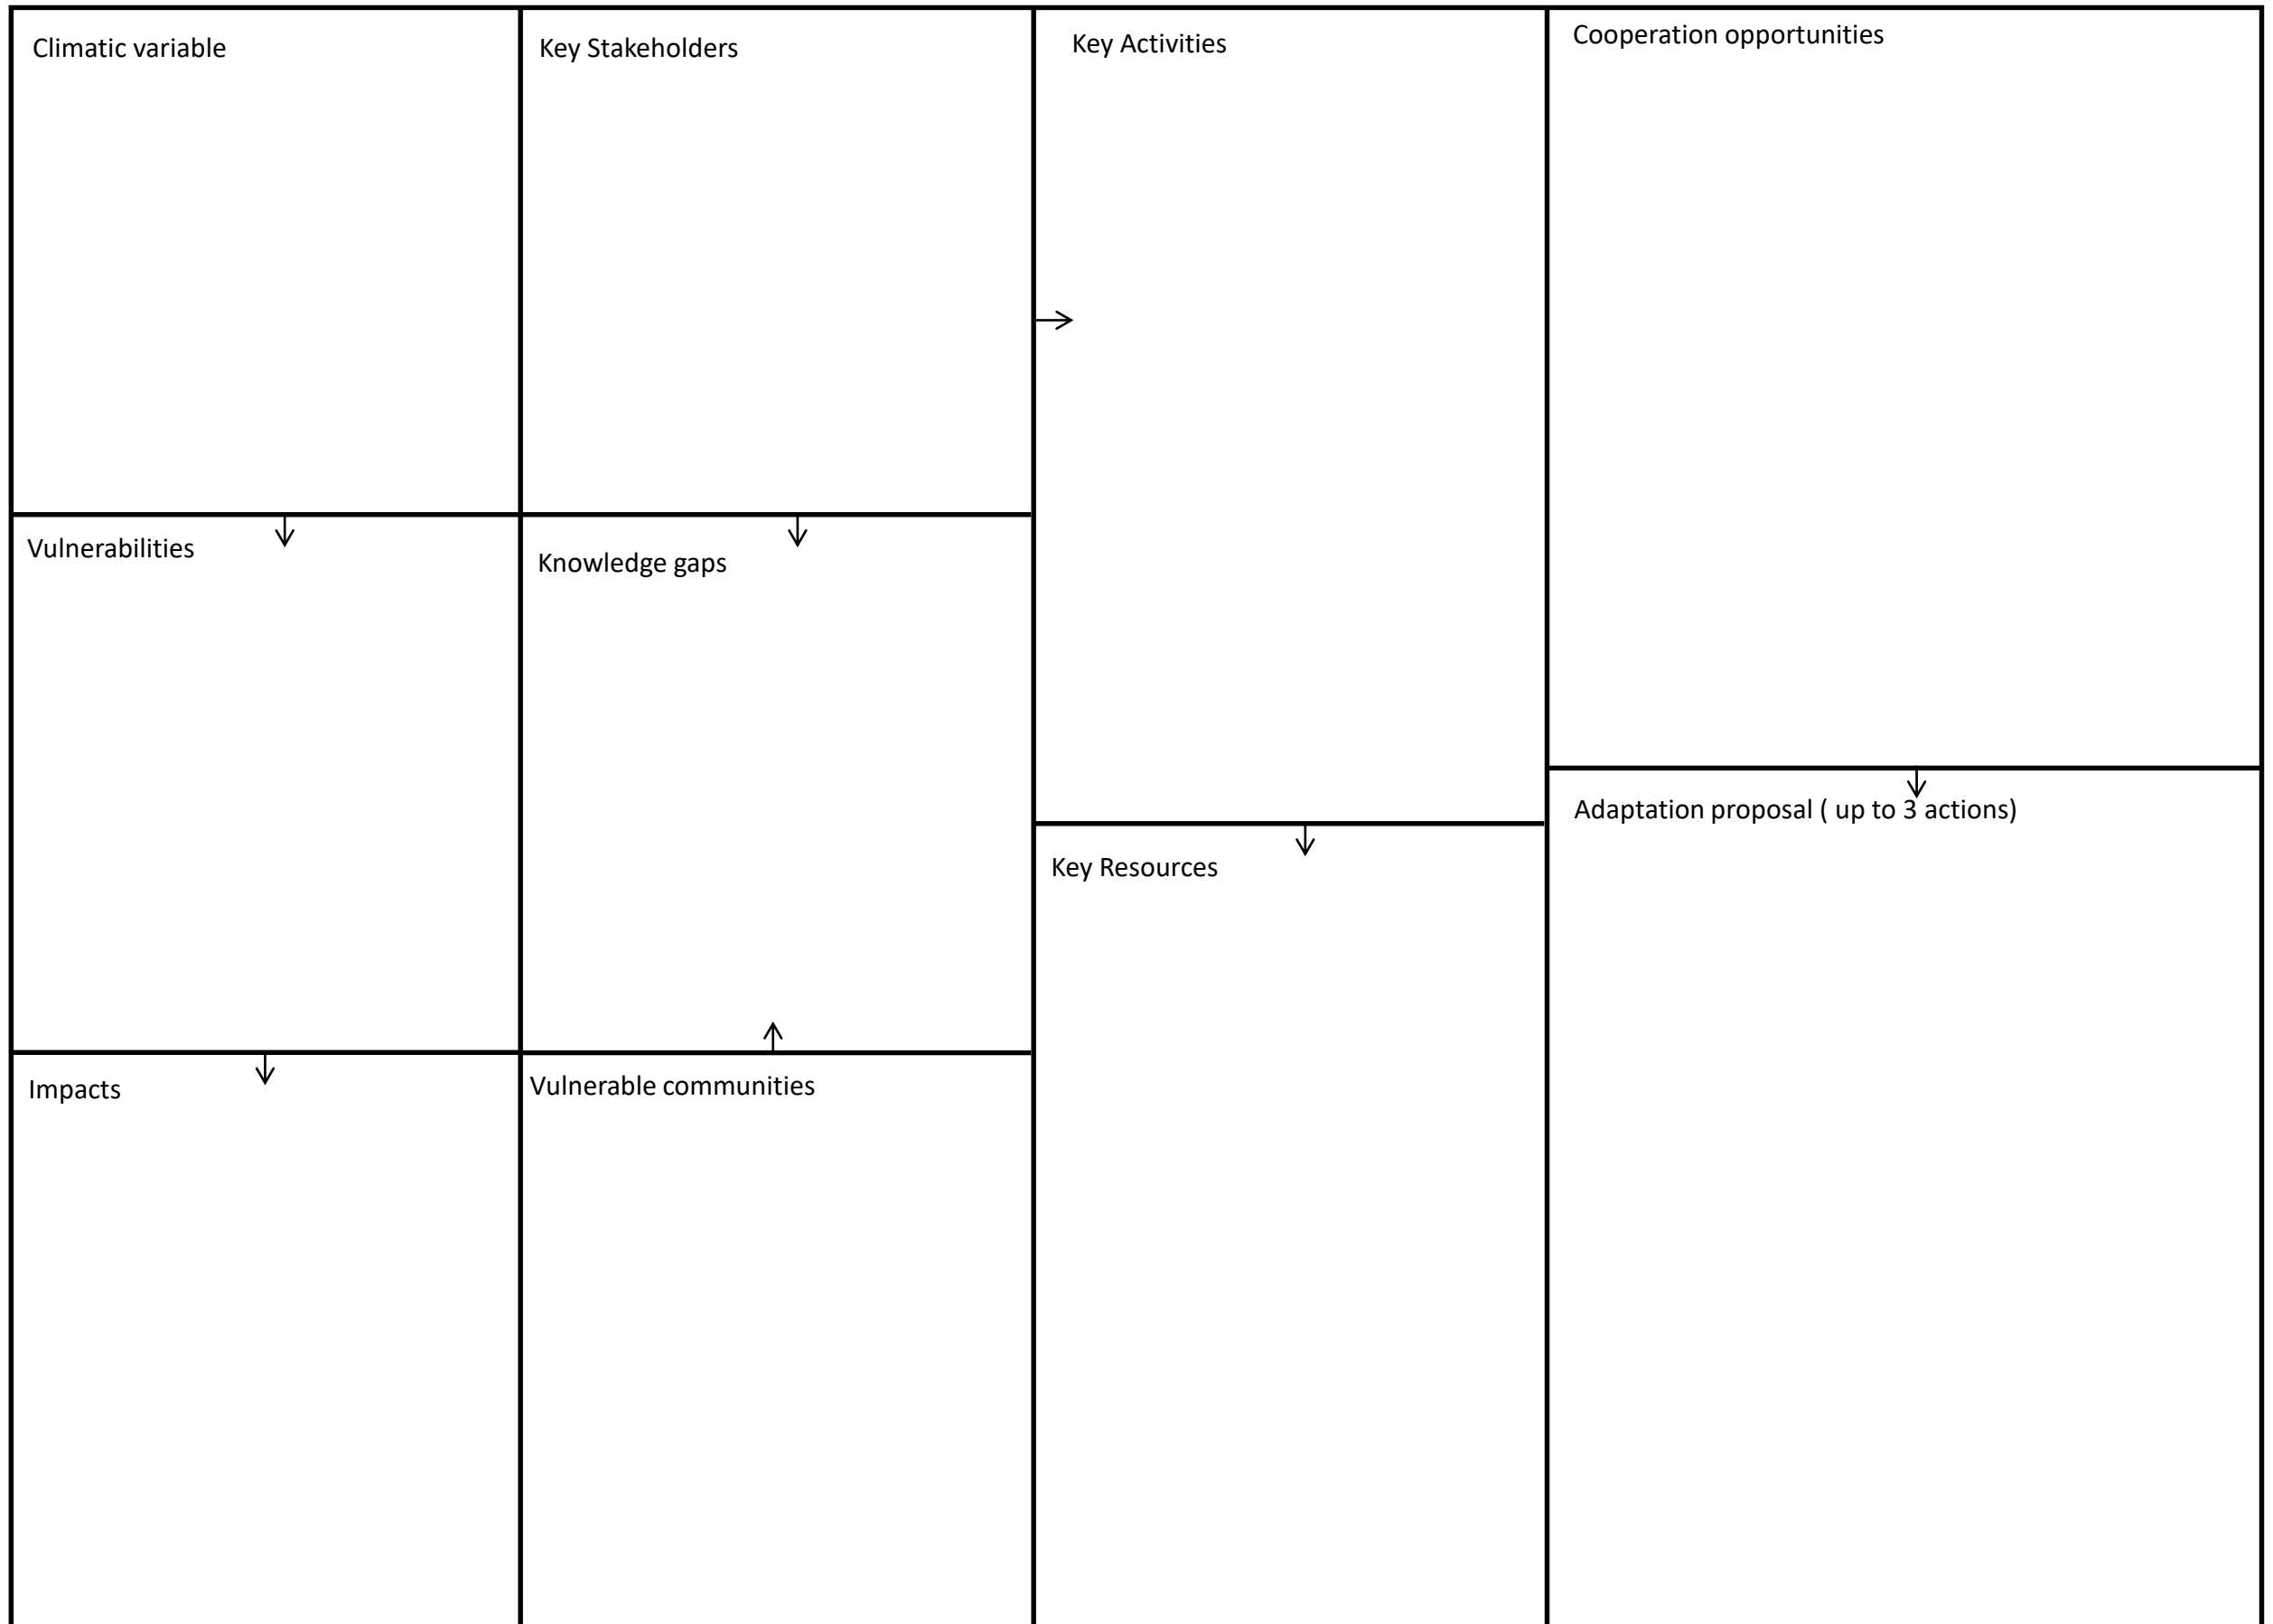 Climatic variable
Vulnerabilities
Impacts
Key Stakeholders
Knowledge gaps
Vulnerable communities
Key Activities
Key Resources
Cooperation opportunities
Adaptation proposal ( up to 3 actions)